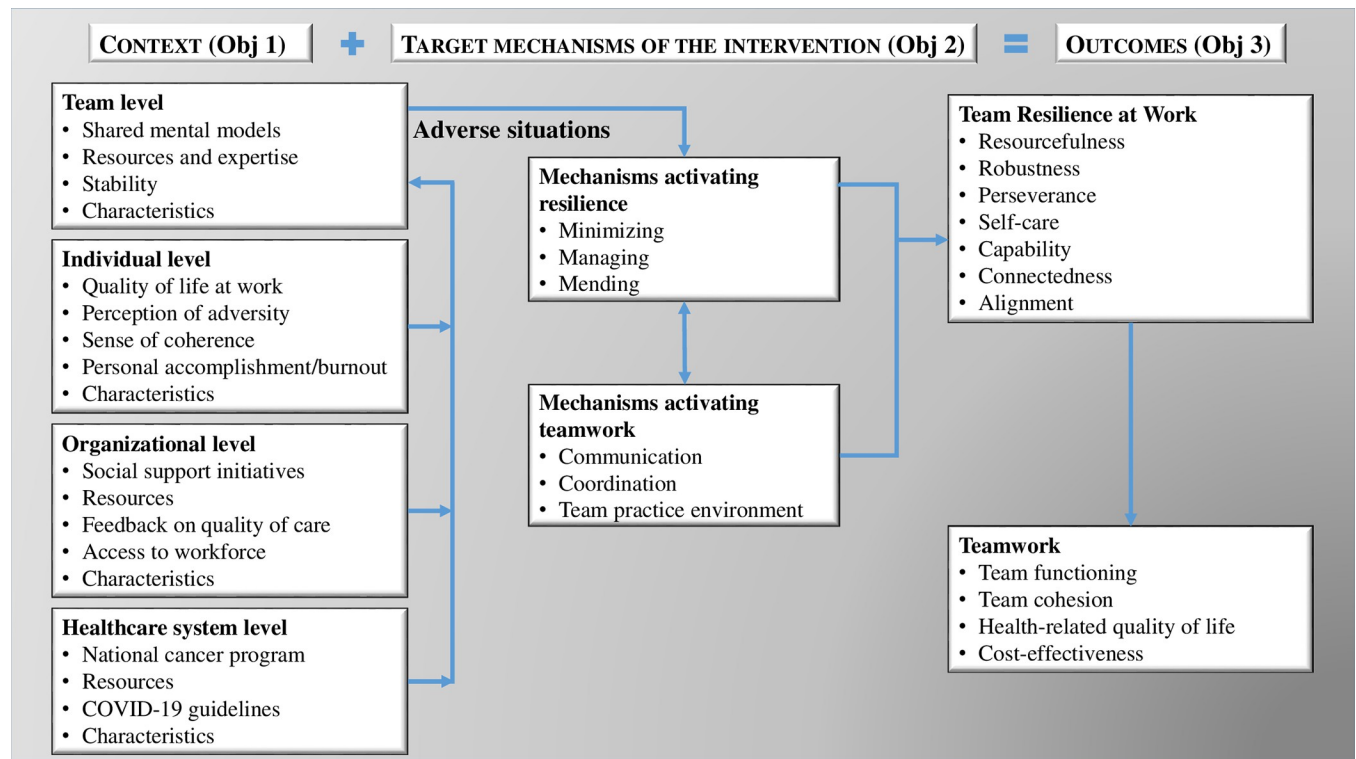 CONTEXT (Obj 1)
TARGET MECHANISMS OF THE INTERVENTION (Obj 2)
OUTCOMES (Obj 3)
Team level
• Shared mental models
• Resources and expertise
• Stability
• Characteristics
Individual level
• Quality of life at work
• Perception of adversity
• Sense of coherence
• Personal accomplishment/burnout
• Characteristics
Organizational level
• Social support initiatives
• Resources
• Feedback on quality of care
• Access to workforce
• Characteristics
Healthcare system level
• National cancer program
• Resources
• COVID-19 guidelines
• Characteristics
Adverse situations
Mechanisms activating
resilience
• Minimizing
• Managing
• Mending
Mechanisms activating
teamwork
• Communication
• Coordination
• Team practice environment
Team Resilience at Work
• Resourcefulness
• Robustness
• Perseverance
• Self-care
• Capability
• Connectedness
• Alignment
Teamwork
• Team functioning
• Team cohesion
• Health-related quality of life
• Cost-effectiveness